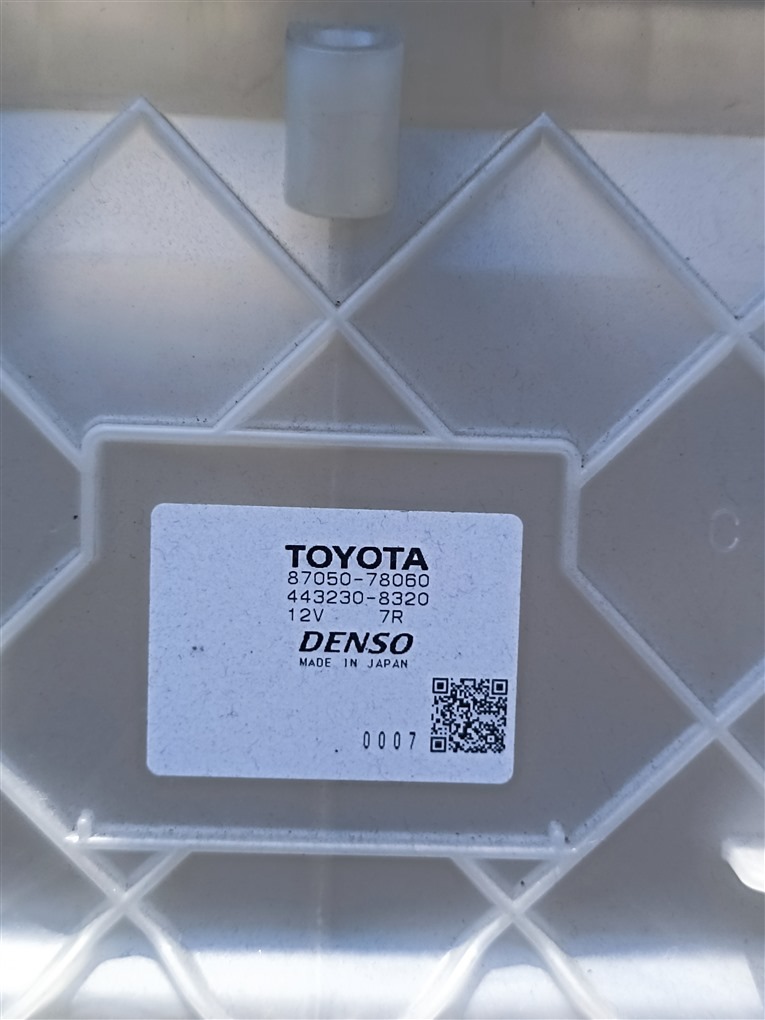 TOYOTA
87050-78060
443230-8320
12V 7R
DENSO
MADE IN JAPAN
0007